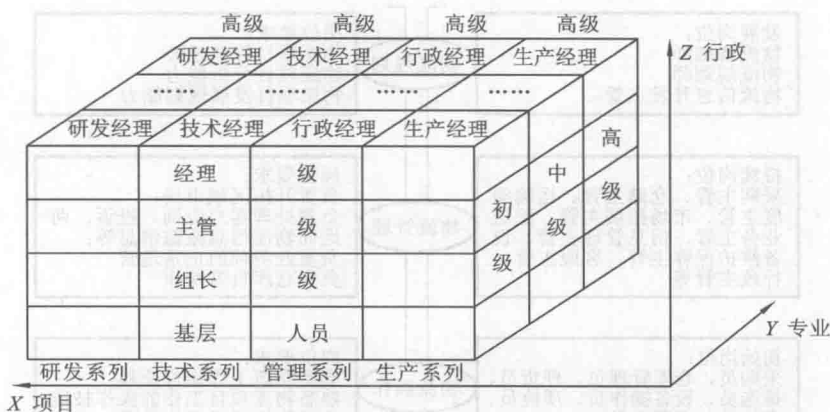 高级 高级 高级 高级
研发经理 技术经理 行政经理 生产经理
Z 行政
…… …… …… ……
研发经理 技术经理 行政经理 生产经理
高
经理 级 中
级
初
主管 级 级
组长 级 级
基层 人员
Y 专业
研发系列 技术系列 管理系列 生产系列
X 项目